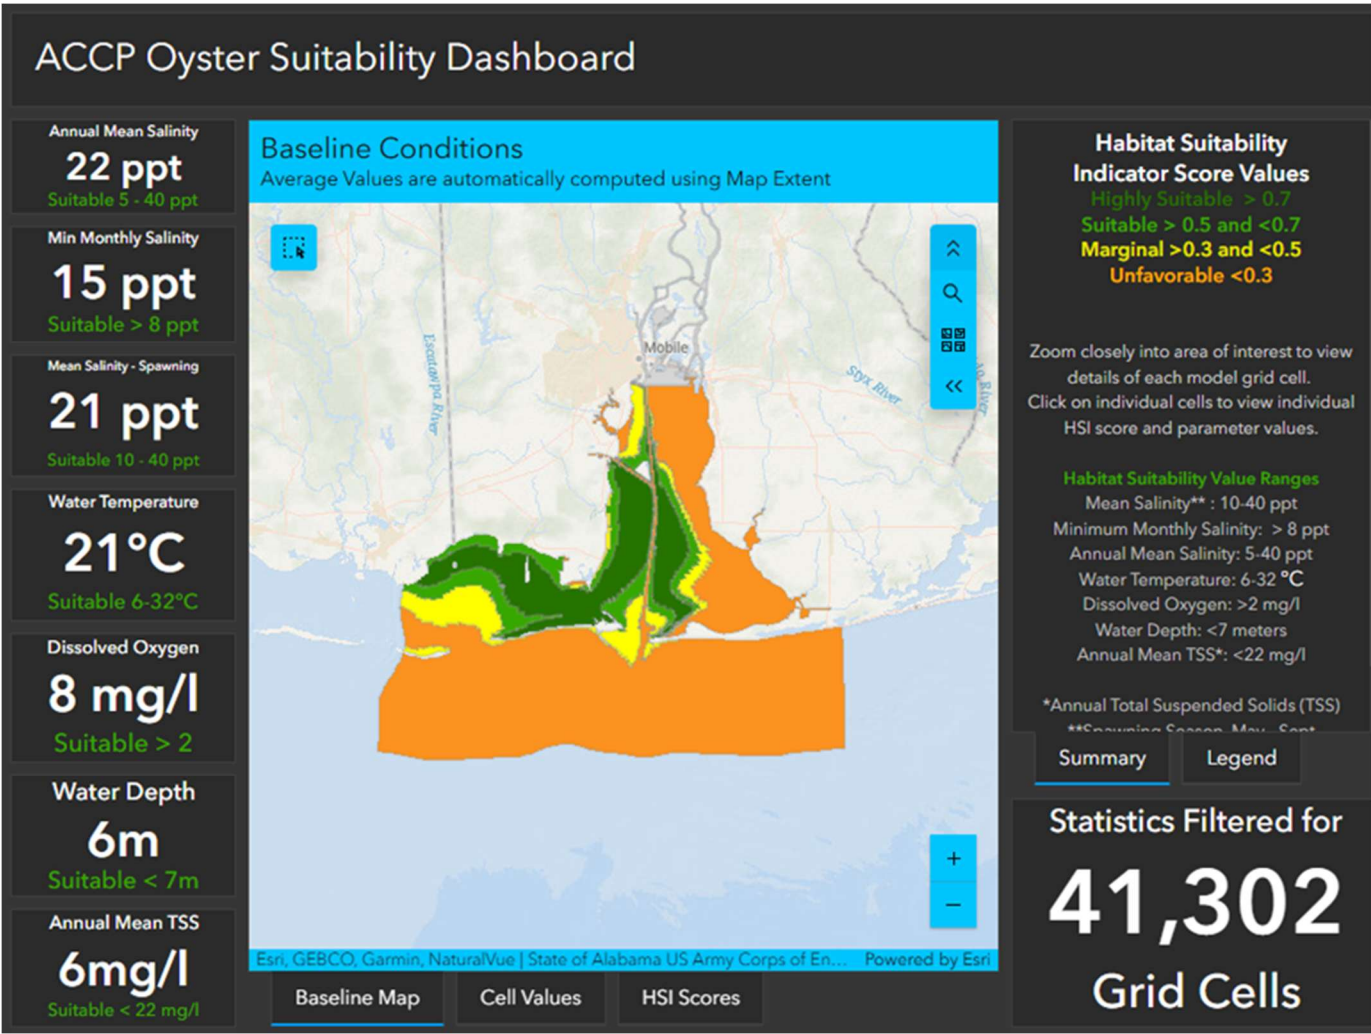 ACCP Oyster Suitability Dashboard
Annual Mean Salinity
22 ppt
Suitable 5 - 40 ppt
Min Monthly Salinity
15 ppt
Suitable > 8 ppt
Mean Salinity - Spawning
21 ppt
Suitable 10 - 40 ppt
Water Temperature
21°C
Suitable 6-32°C
Dissolved Oxygen
8 mg/l
Suitable > 2
Water Depth
6m
Suitable < 7m
Annual Mean TSS
6mg/l
Suitable < 22 mg/l
Baseline Conditions
Average Values are automatically computed using Map Extent
Mobile
Escatawpa River
Styx River
River
Esri, GEBCO, Garmin, NaturalVue | State of Alabama US Army Corps of En... Powered by Esri
Baseline Map
Cell Values
HSI Scores
Habitat Suitability
Indicator Score Values
Highly Suitable > 0.7
Suitable > 0.5 and <0.7
Marginal >0.3 and <0.5
Unfavorable <0.3
Zoom closely into area of interest to view
details of each model grid cell.
Click on individual cells to view individual
HSI score and parameter values.
Habitat Suitability Value Ranges
Mean Salinity** : 10-40 ppt
Minimum Monthly Salinity: > 8 ppt
Annual Mean Salinity: 5-40 ppt
Water Temperature: 6-32 °C
Dissolved Oxygen: >2 mg/l
Water Depth: <7 meters
Annual Mean TSS*: <22 mg/l
*Annual Total Suspended Solids (TSS)
**Spawning Season, May - Sept
Summary
Legend
Statistics Filtered for
41,302
Grid Cells